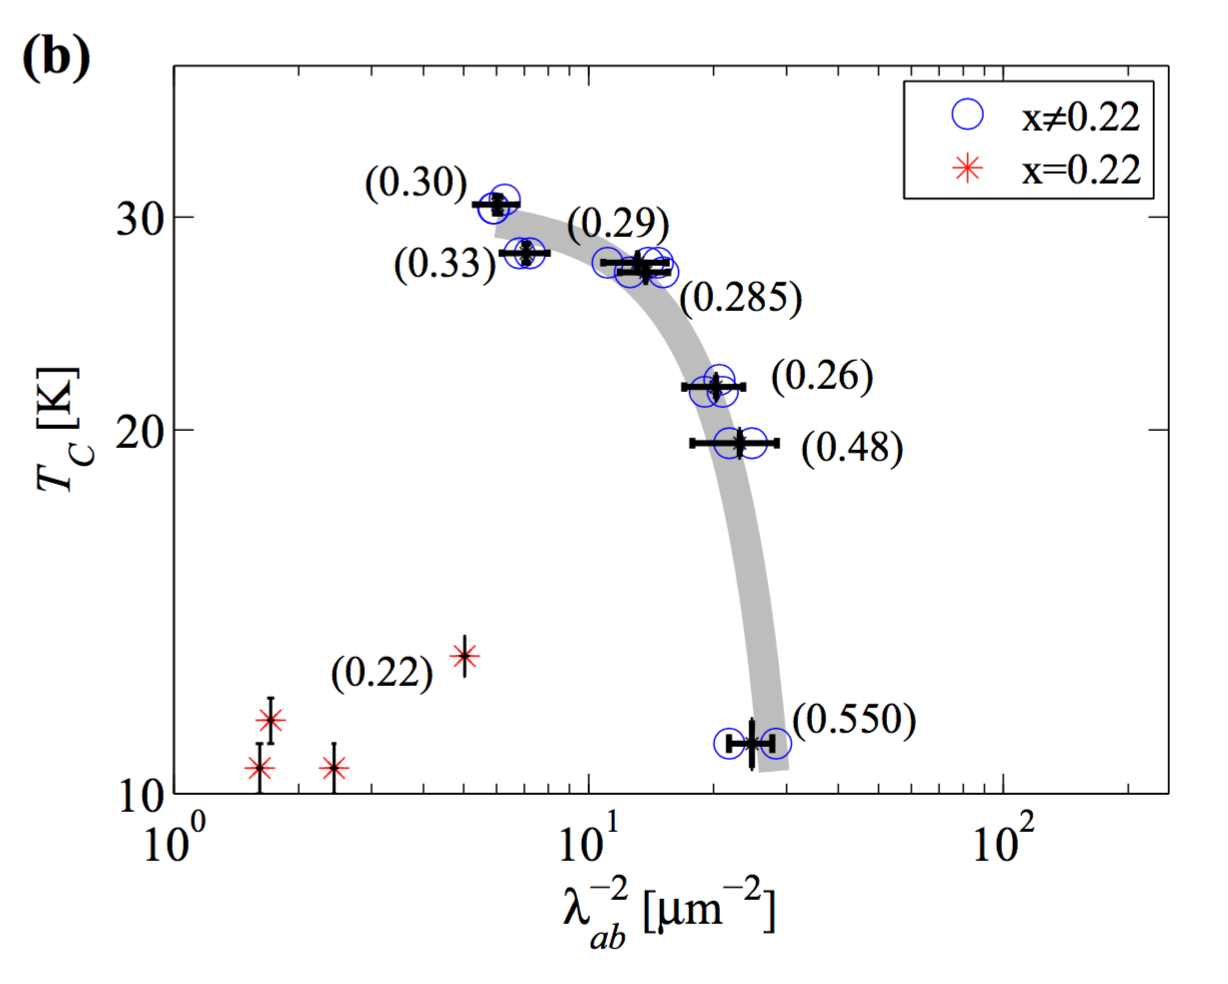 (b)
x≠0.22
x=0.22
(0.30)
(0.29)
(0.33)
(0.285)
(0.26)
(0.48)
(0.22)
(0.550)
30
20
10
T_C [K]
10^0
10^1
10^2
λ_ab^−2 [μm^−2]